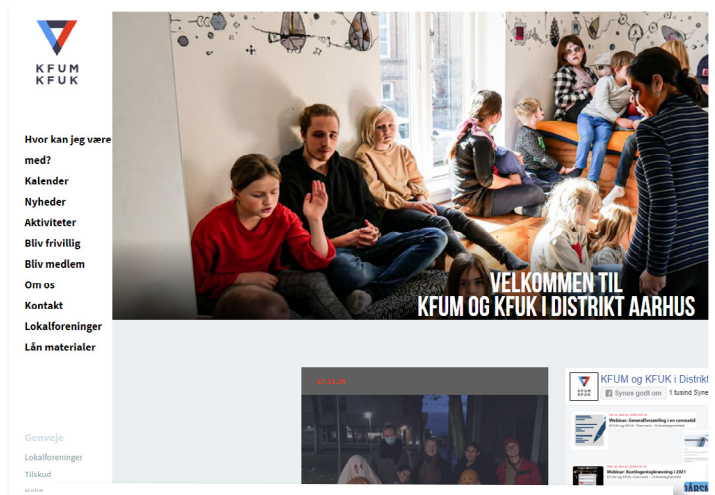 KFUM
KFUK
Hvor kan jeg være
med?
Kalender
Nyheder
Aktiviteter
Bliv frivillig
Bliv medlem
Om os
Kontakt
Lokalforeninger
Lån materialer
Genveje
Lokalforeninger
Tilskud
VELKOMMEN TIL
KFUM OG KFUK I DISTRIKT AARHUS
KFUM og KFUK i Distrikt
Synes godt om
1 tusind Syne
Webinar: Generalforsamling i en coronatid
Webinar: Kontingentopkrævning i 2021